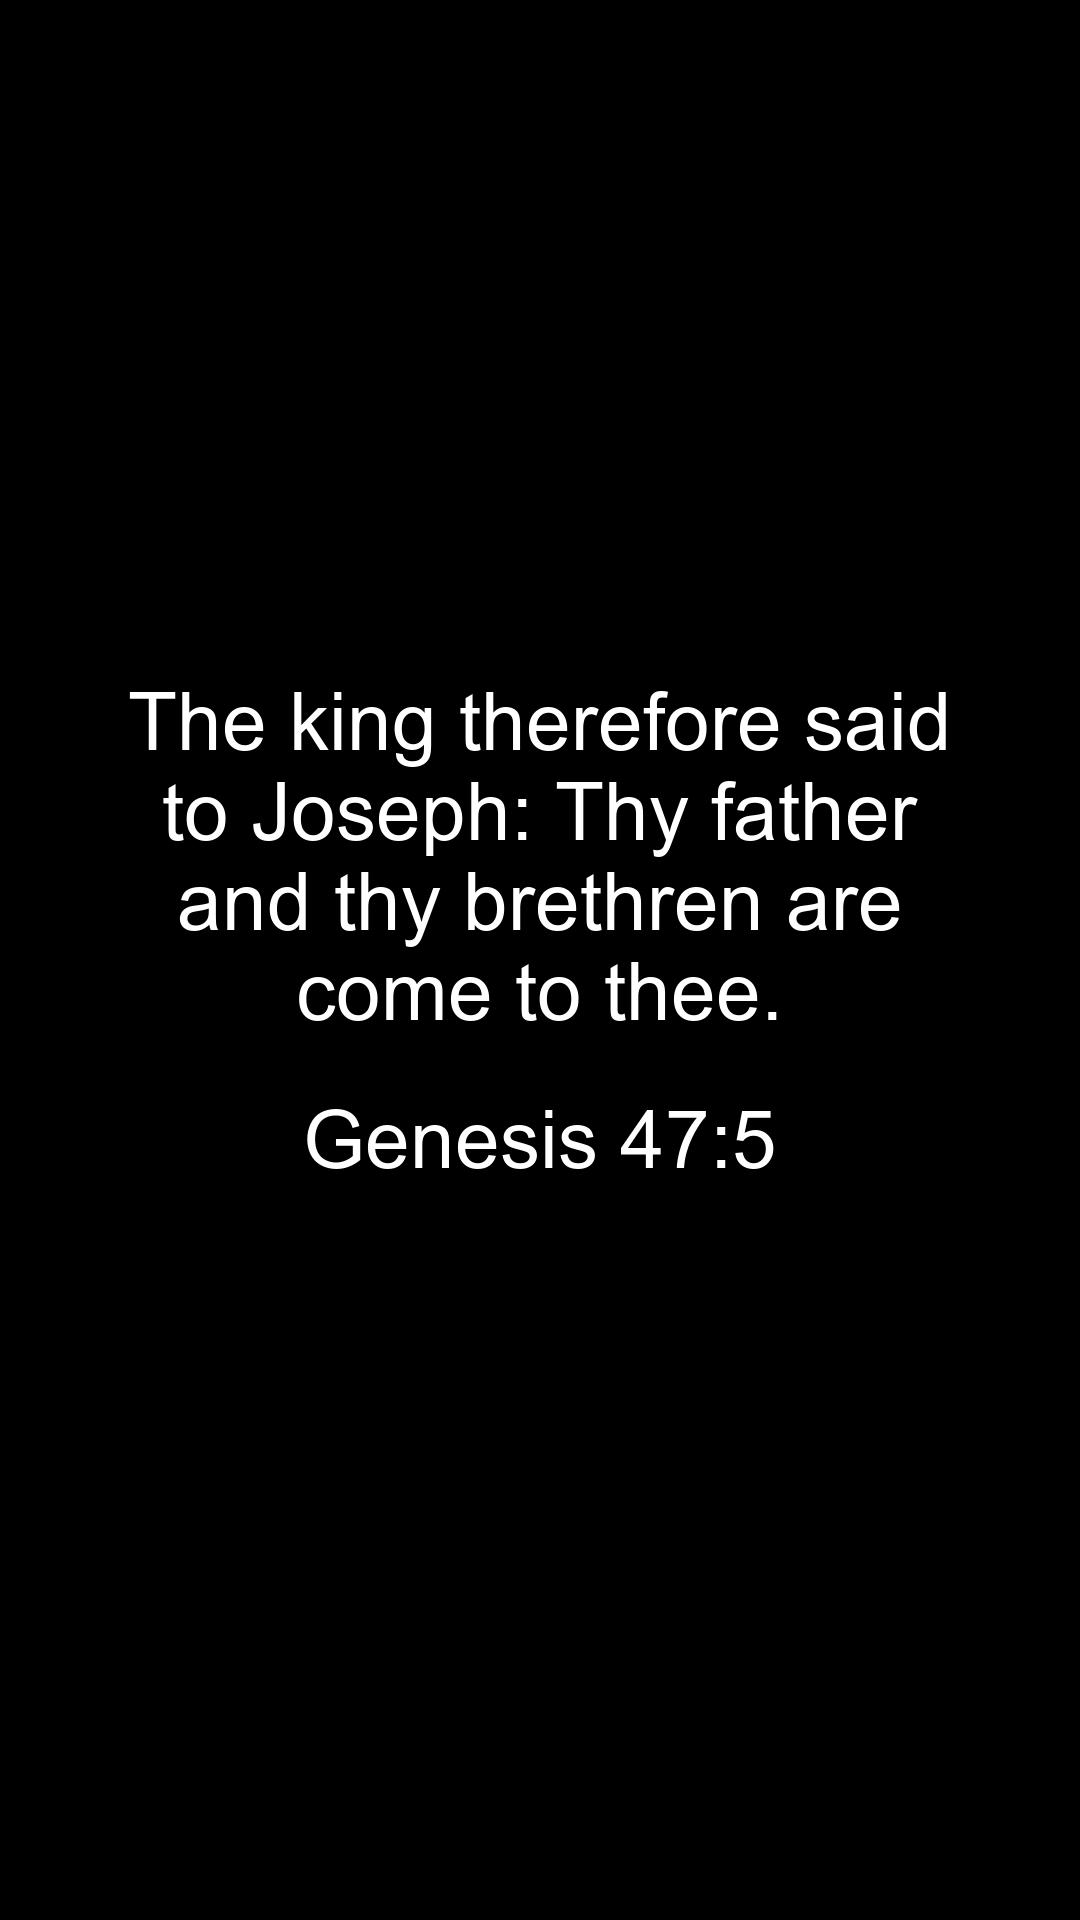 The king therefore said
to Joseph: Thy father
and thy brethren are
come to thee.
Genesis 47:5